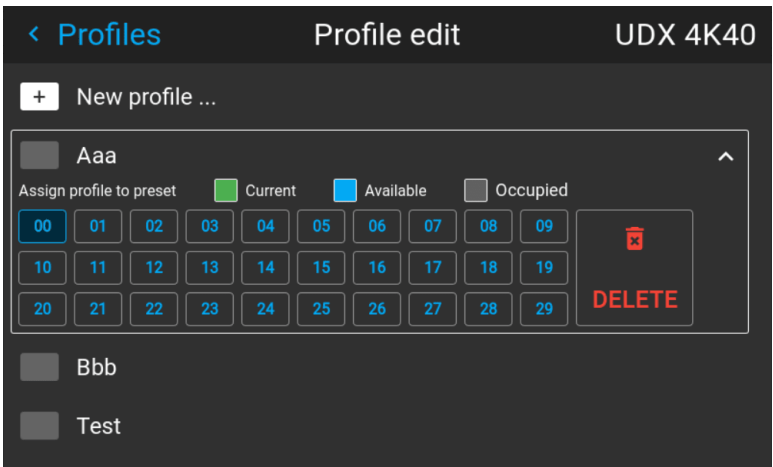 < Profiles Profile edit UDX 4K40
+ New profile ...
Aaa
Assign profile to preset Current Available Occupied
00 01 02 03 04 05 06 07 08 09
10 11 12 13 14 15 16 17 18 19
20 21 22 23 24 25 26 27 28 29
DELETE
Bbb
Test